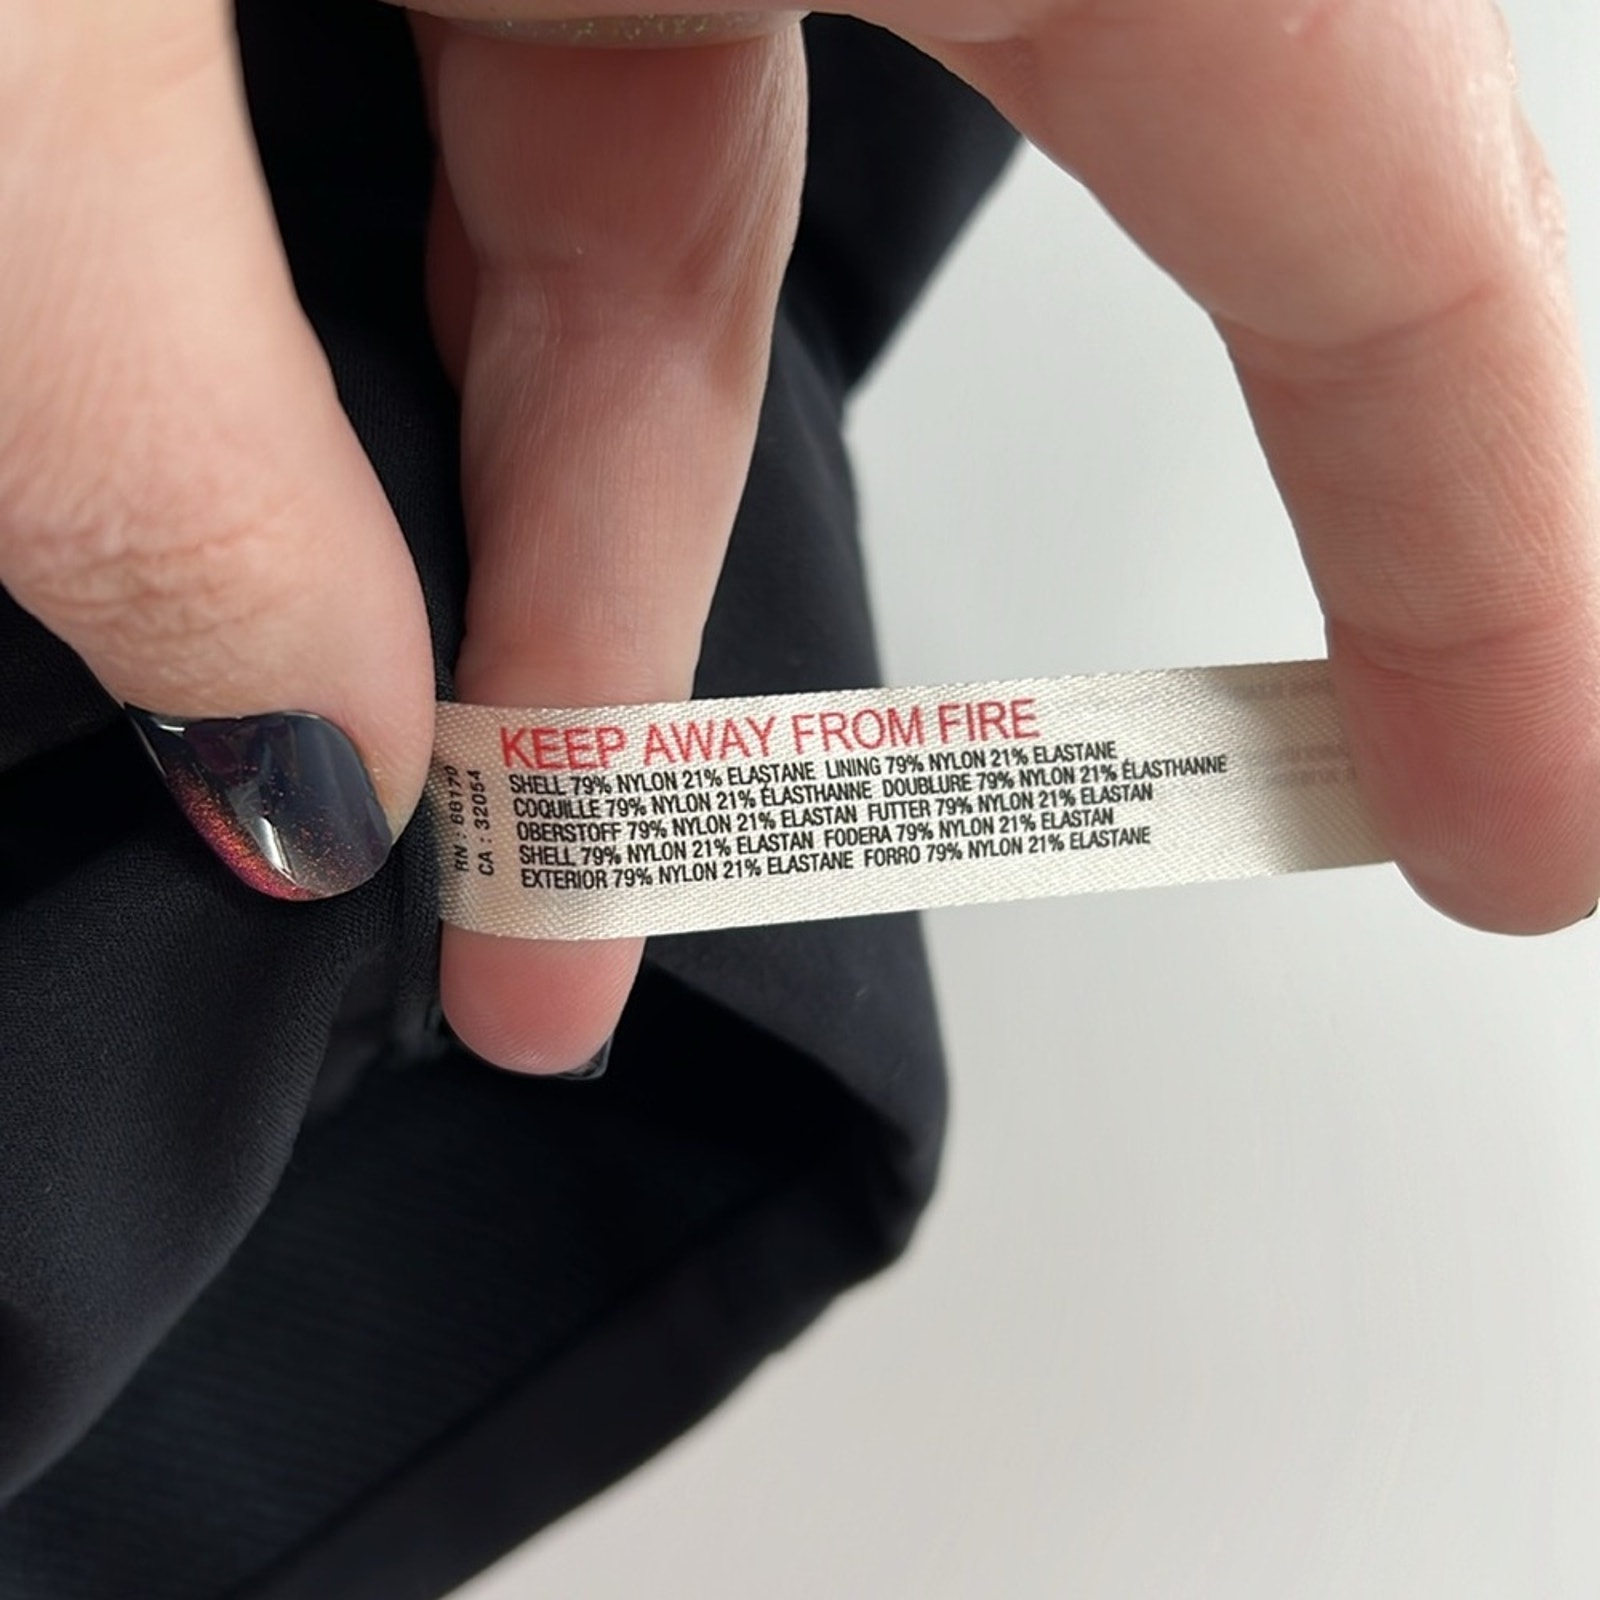 KEEP AWAY FROM FIRE
SHELL 79% NYLON 21% ELASTANE LINING 79% NYLON 21% ELASTANE
COQUILLE 79% NYLON 21% ÉLASTHANNE DOUBLURE 79% NYLON 21% ÉLASTHANNE
OBERSTOFF 79% NYLON 21% ELASTAN FUTTER 79% NYLON 21% ELASTAN
SHELL 79% NYLON 21% ELASTAN FODERA 79% NYLON 21% ELASTAN
EXTERIOR 79% NYLON 21% ELASTANE FORRO 79% NYLON 21% ELASTANE
RN : 66170
CA : 32054